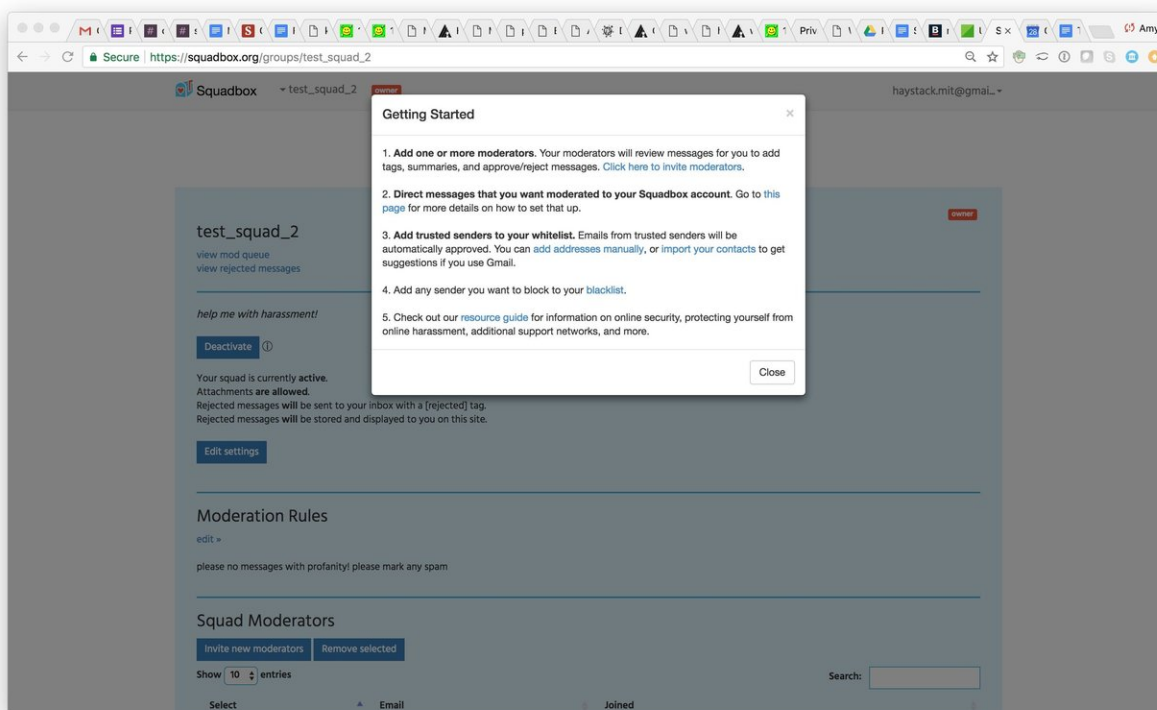 Priv
Amy
Secure https://squadbox.org/groups/test_squad_2
Squadbox test_squad_2 owner haystack.mit@gmai...
Getting Started ×
1. Add one or more moderators. Your moderators will review messages for you to add
tags, summaries, and approve/reject messages. Click here to invite moderators.
2. Direct messages that you want moderated to your Squadbox account. Go to this
page for more details on how to set that up.
3. Add trusted senders to your whitelist. Emails from trusted senders will be
automatically approved. You can add addresses manually, or import your contacts to get
suggestions if you use Gmail.
4. Add any sender you want to block to your blacklist.
5. Check out our resource guide for information on online security, protecting yourself from
online harassment, additional support networks, and more.
Close
owner
test_squad_2
view mod queue
view rejected messages
help me with harassment!
Deactivate
Your squad is currently active.
Attachments are allowed.
Rejected messages will be sent to your inbox with a [rejected] tag.
Rejected messages will be stored and displayed to you on this site.
Edit settings
Moderation Rules
edit »
please no messages with profanity! please mark any spam
Squad Moderators
Invite new moderators Remove selected
Show 10 entries Search:
Select Email Joined